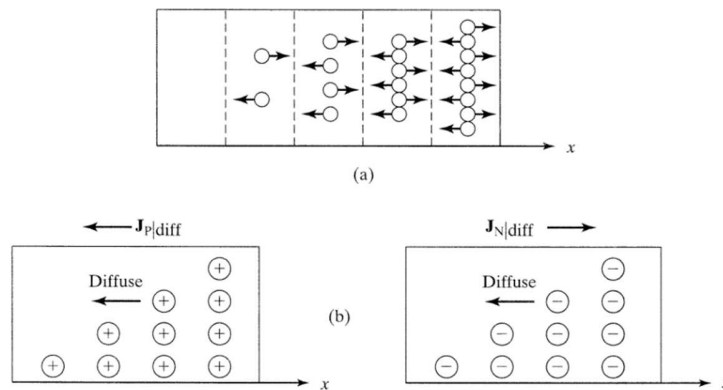 x
(a)
J_P|diff
J_N|diff
Diffuse
Diffuse
(b)
+
+ +
+ + +
+ + + +
−
− −
− − −
− − − −
x